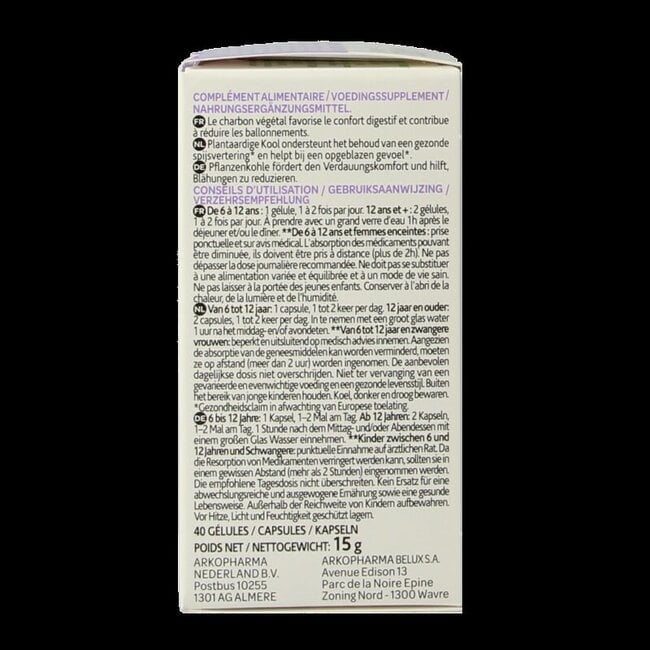 COMPLÉMENT ALIMENTAIRE / VOEDINGSSUPPLEMENT /
NAHRUNGSERGÄNZUNGSMITTEL.
FR Le charbon végétal favorise le confort digestif et contribue
à réduire les ballonnements.
NL Plantaardige Kool ondersteunt het behoud van een gezonde
spijsvertering* en helpt bij een opgeblazen gevoel*.
DE Pflanzenkohle fördert den Verdauungskomfort und hilft,
Blähungen zu reduzieren.
CONSEILS D'UTILISATION / GEBRUIKSAANWIJZING /
VERZEHRSEMPFEHLUNG
FR De 6 à 12 ans : 1 gélule, 1 à 2 fois par jour. 12 ans et + : 2 gélules,
1 à 2 fois par jour. À prendre avec un grand verre d'eau 1h après le
déjeuner et/ou le dîner. **De 6 à 12 ans et femmes enceintes : prise
ponctuelle et sur avis médical. L'absorption des médicaments pouvant
être diminuée, ils doivent être pris à distance (plus de 2h). Ne pas
dépasser la dose journalière recommandée. Ne doit pas se substituer
à une alimentation variée et équilibrée et à un mode de vie sain.
Ne pas laisser à la portée des jeunes enfants. Conserver à l'abri de la
chaleur, de la lumière et de l'humidité.
NL Van 6 tot 12 jaar: 1 capsule, 1 tot 2 keer per dag. 12 jaar en ouder:
2 capsules, 1 tot 2 keer per dag. In te nemen met een groot glas water
1 uur na het middag- en/of avondeten. **Van 6 tot 12 jaar en zwangere
vrouwen: beperkt en uitsluitend op medisch advies innemen. Aangezien
de absorptie van de geneesmiddelen kan worden verminderd, moeten
ze op afstand (meer dan 2 uur) worden ingenomen. De aanbevolen
dagelijkse dosis niet overschrijden. Niet ter vervanging van een
gevarieerde en evenwichtige voeding en een gezonde levensstijl. Buiten
het bereik van jonge kinderen houden. Koel, donker en droog bewaren.
*Gezondheidsclaim in afwachting van Europese toelating.
DE 6 bis 12 Jahre: 1 Kapsel, 1–2 Mal am Tag. Ab 12 Jahren: 2 Kapseln,
1–2 Mal am Tag. 1 Stunde nach dem Mittag- und/oder Abendessen mit
einem großen Glas Wasser einnehmen. **Kinder zwischen 6 und
12 Jahren und Schwangere: punktuelle Einnahme auf ärztlichen Rat. Da
die Resorption von Medikamenten verringert werden kann, sollten sie in
einem gewissen Abstand (mehr als 2 Stunden) eingenommen werden.
Die empfohlene Tagesdosis nicht überschreiten. Kein Ersatz für eine
abwechslungsreiche und ausgewogene Ernährung sowie eine gesunde
Lebensweise. Außerhalb der Reichweite von Kindern aufbewahren.
Vor Hitze, Licht und Feuchtigkeit geschützt lagern.
40 GÉLULES / CAPSULES / KAPSELN
POIDS NET / NETTOGEWICHT: 15 g
ARKOPHARMA
NEDERLAND B.V.
Postbus 10255
1301 AG ALMERE
ARKOPHARMA BELUX S.A.
Avenue Edison 13
Parc de la Noire Epine
Zoning Nord - 1300 Wavre